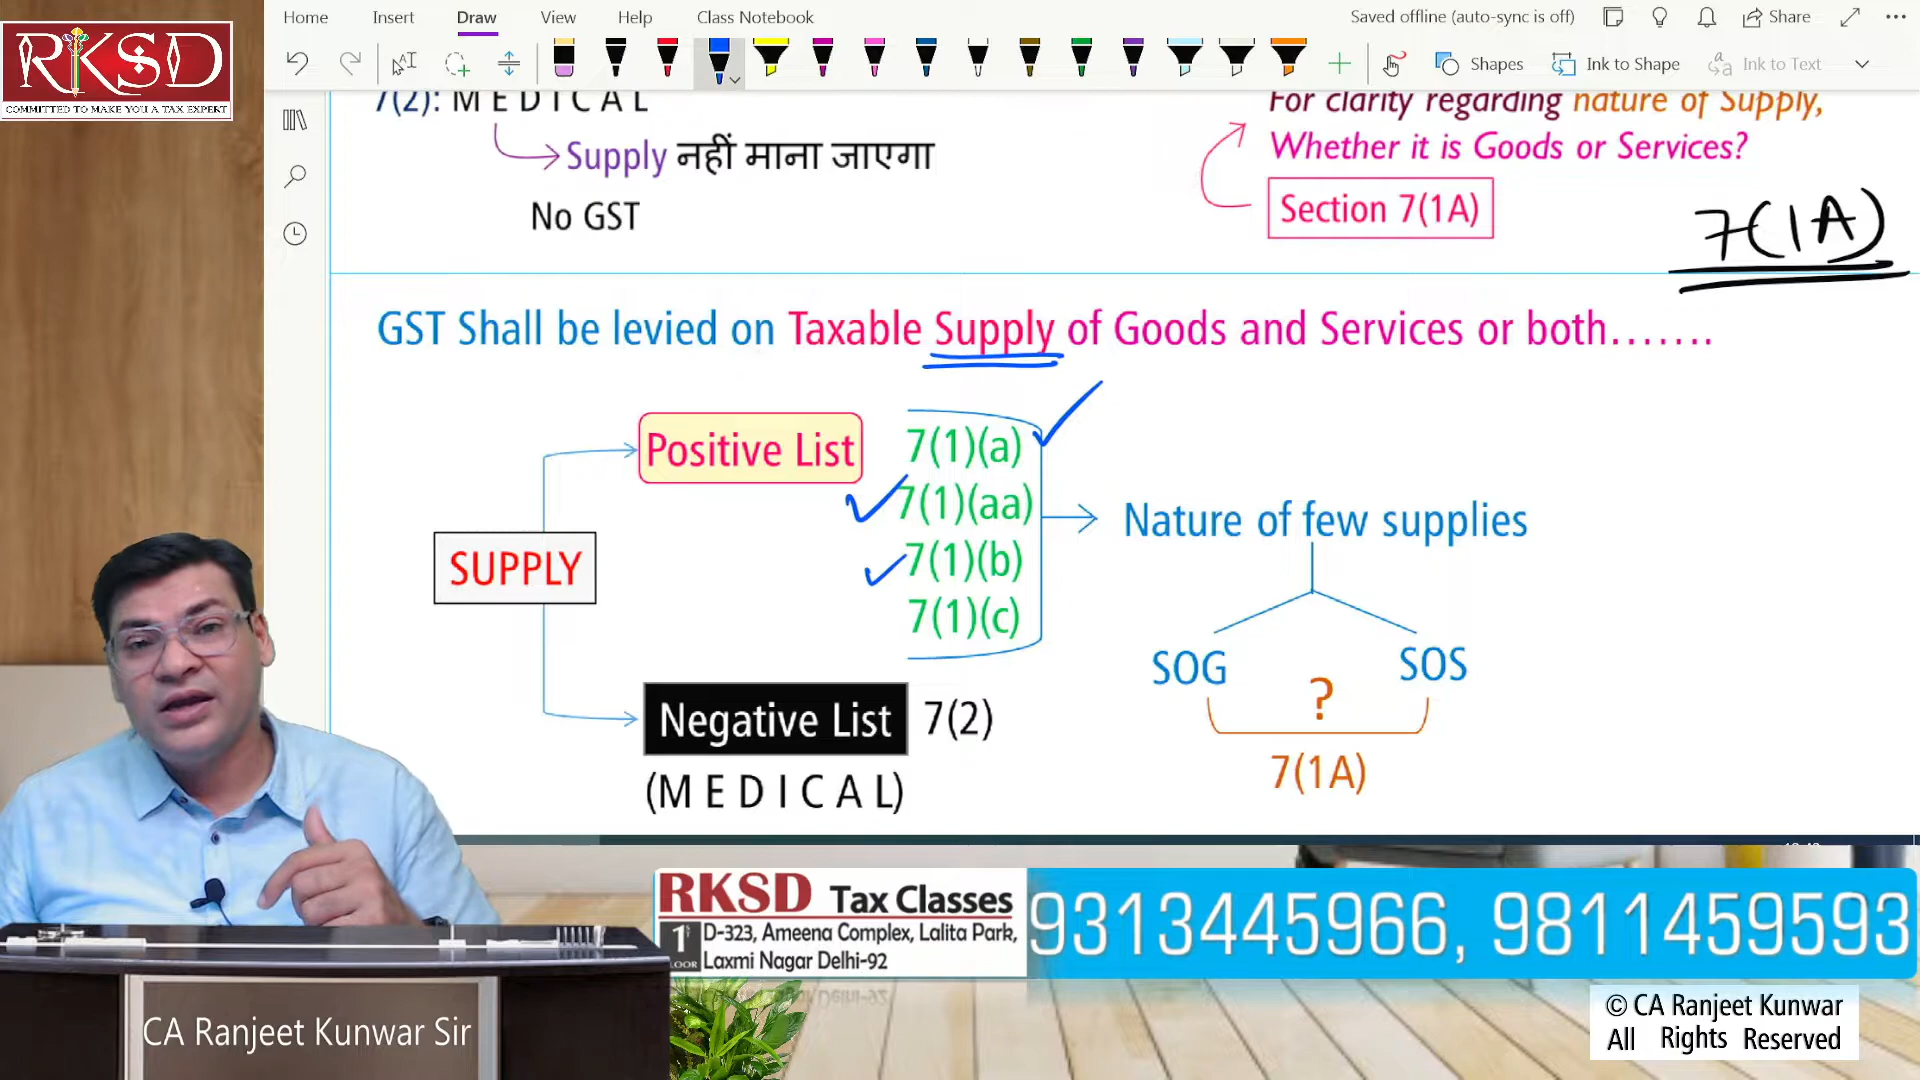 RKSD
COMMITTED TO MAKE YOU A TAX EXPERT
Home Insert Draw View Help Class Notebook
Saved offline (auto-sync is off) Share
Shapes Ink to Shape Ink to Text
7(2): M E D I C A L
Supply नहीं माना जाएगा
No GST
For clarity regarding nature of Supply,
Whether it is Goods or Services?
Section 7(1A)
7(1A)
GST Shall be levied on Taxable Supply of Goods and Services or both.......
SUPPLY
Positive List
7(1)(a)
7(1)(aa)
7(1)(b)
7(1)(c)
Nature of few supplies
SOG SOS
?
7(1A)
Negative List 7(2)
(M E D I C A L)
RKSD Tax Classes
1ST FLOOR
D-323, Ameena Complex, Lalita Park,
Laxmi Nagar Delhi-92
9313445966, 9811459593
CA Ranjeet Kunwar Sir
© CA Ranjeet Kunwar
All Rights Reserved